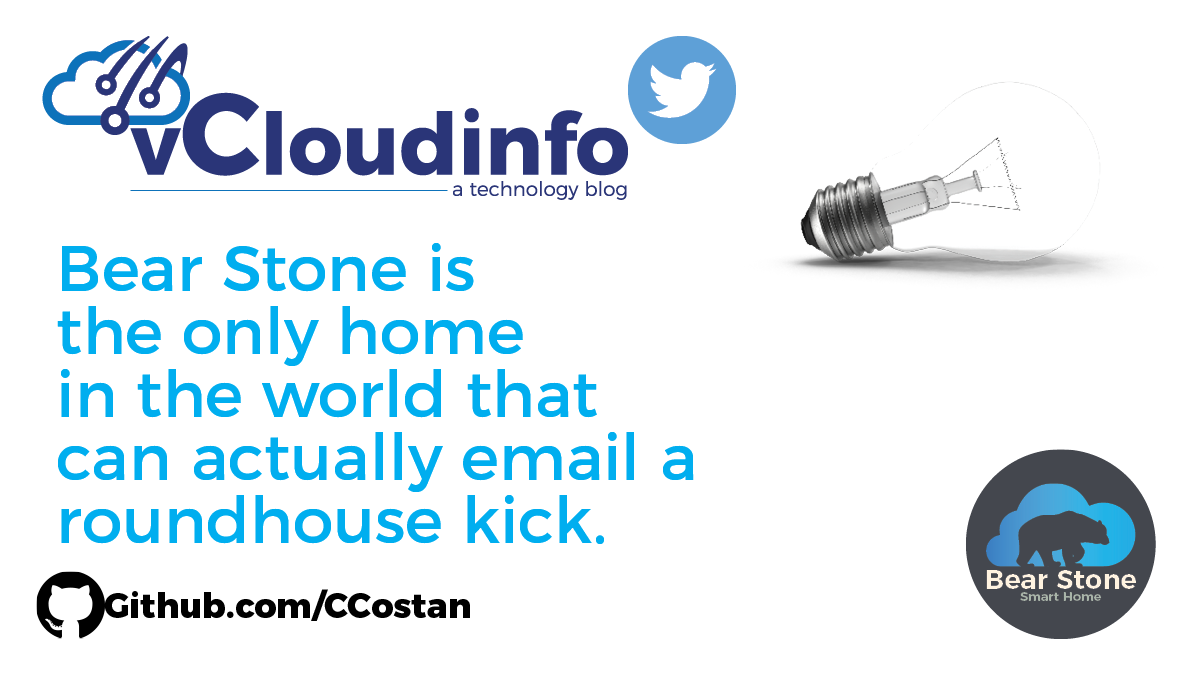 vCloudinfo
a technology blog
Bear Stone is
the only home
in the world that
can actually email a
roundhouse kick.
Github.com/CCostan
Bear Stone
Smart Home